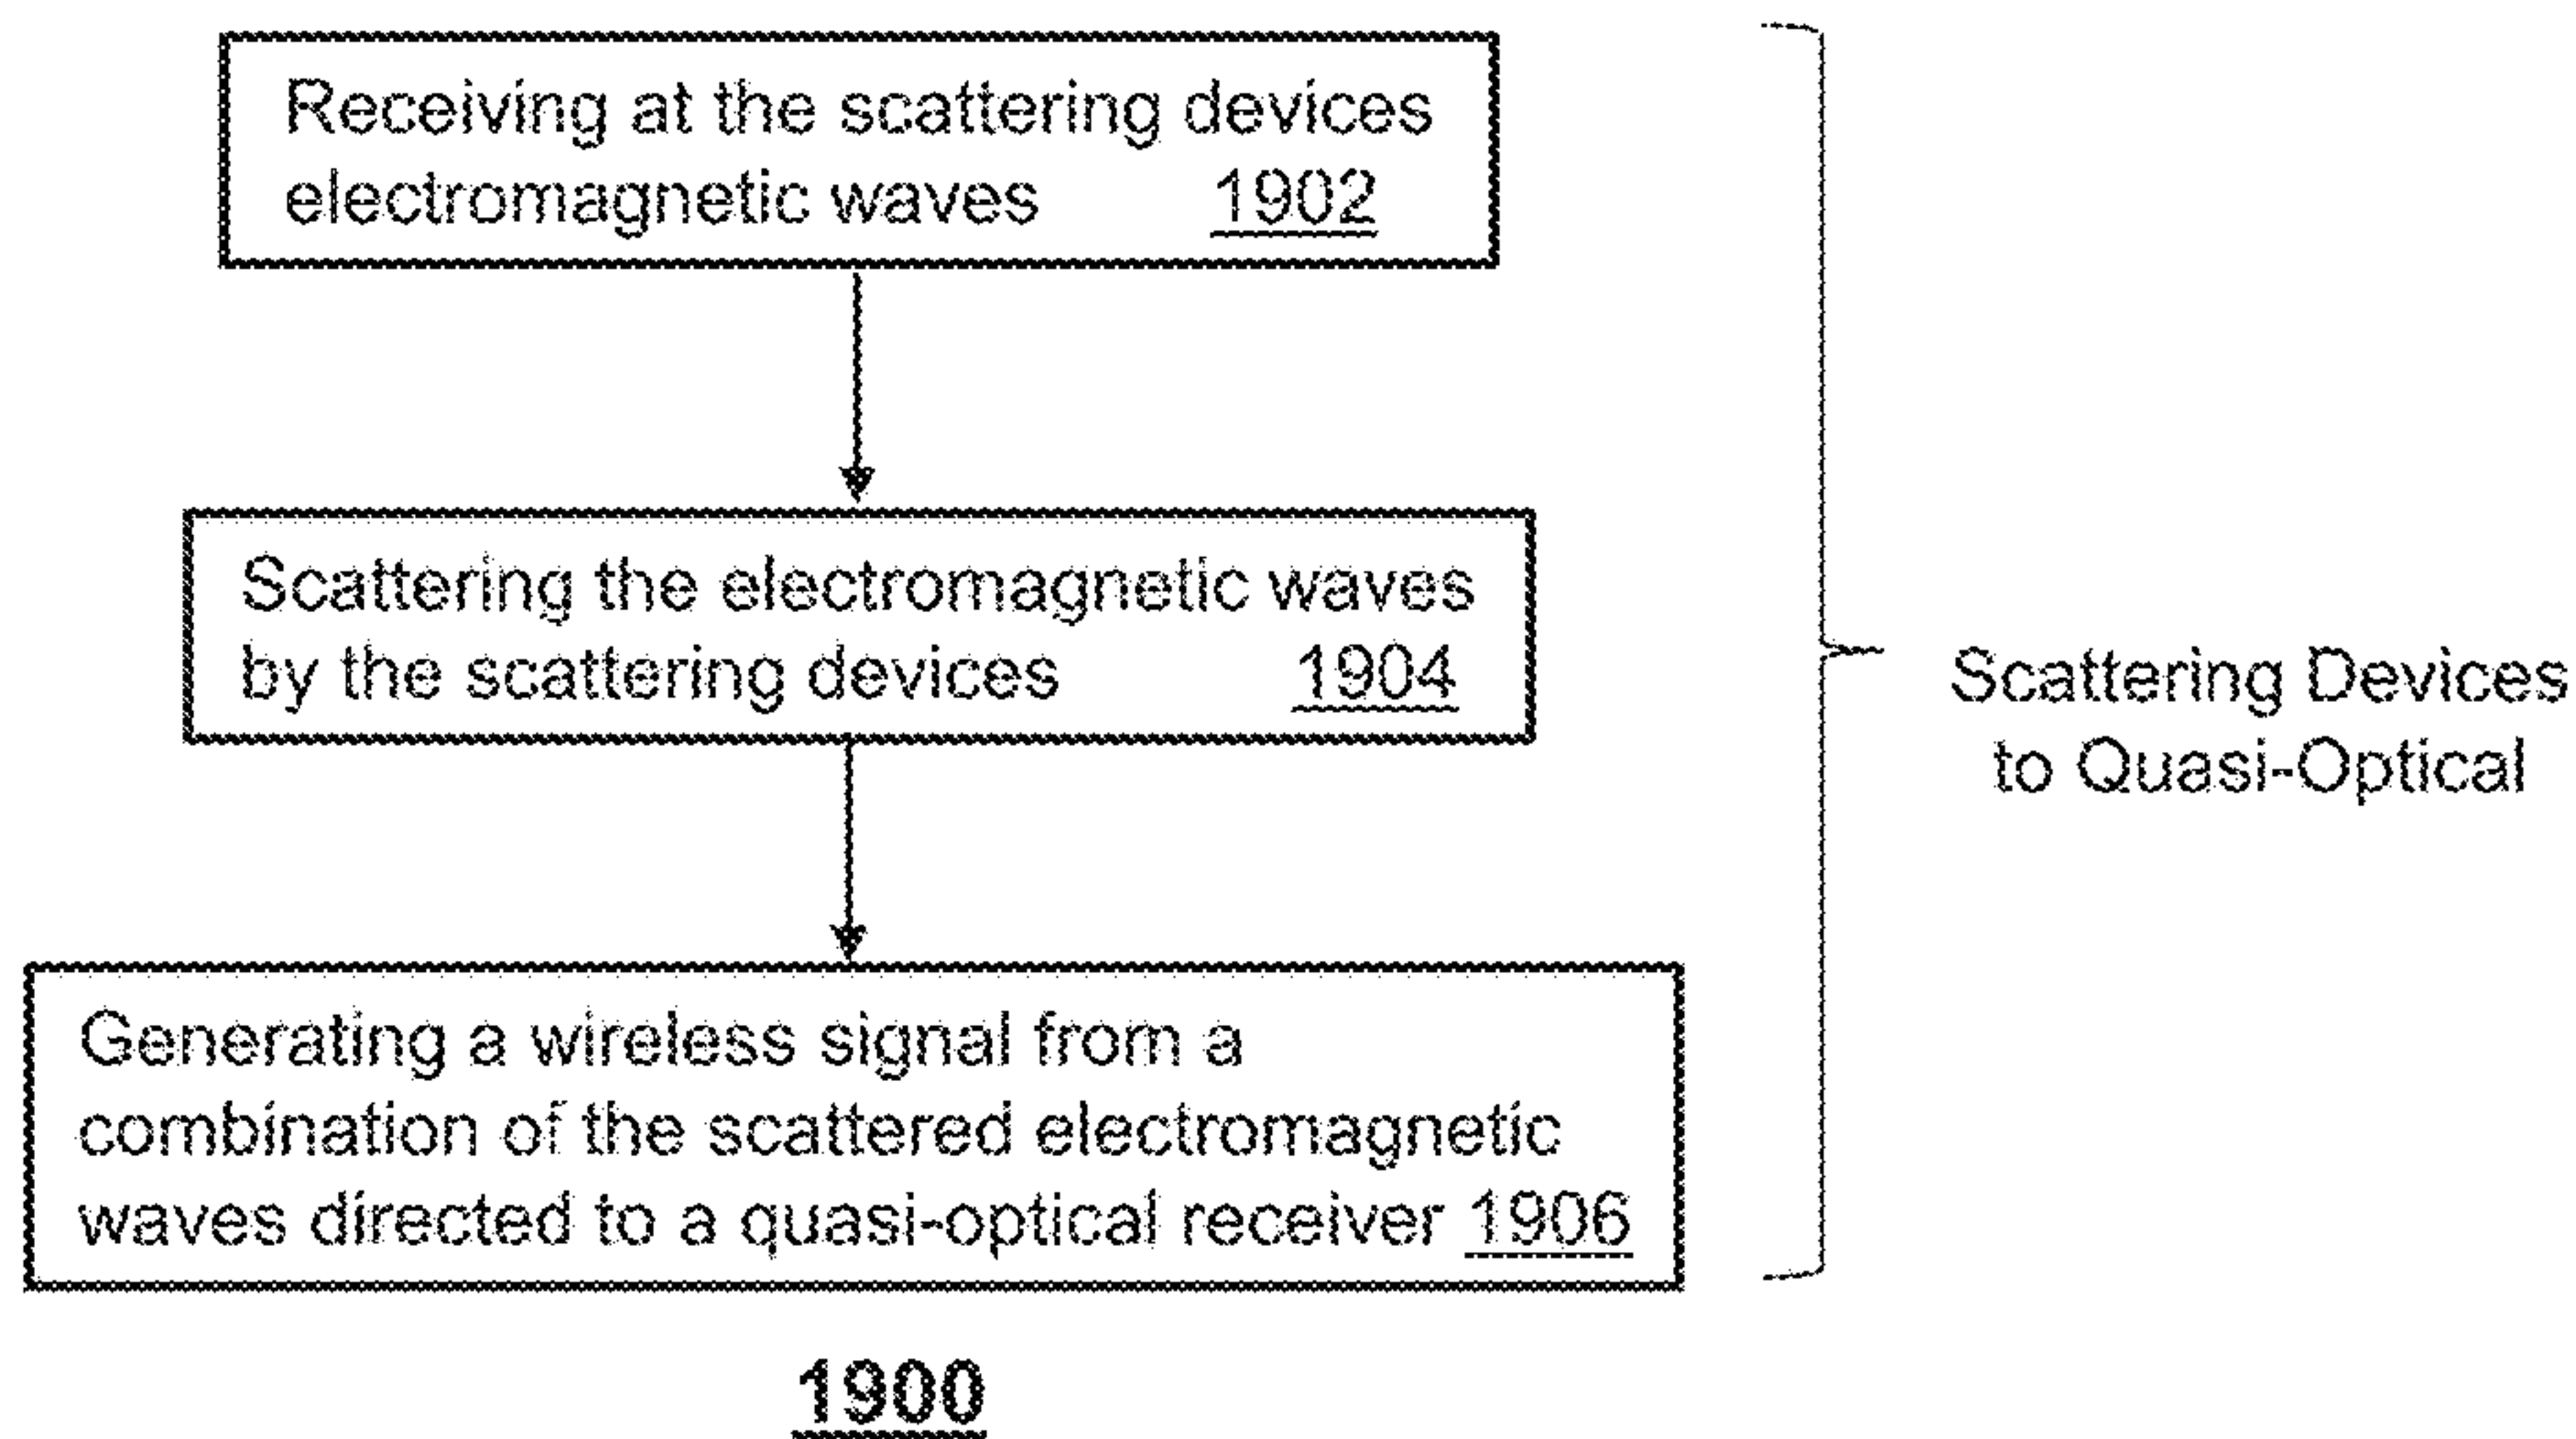 Receiving at the scattering devices
electromagnetic waves 1902
Scattering the electromagnetic waves
by the scattering devices 1904
Generating a wireless signal from a
combination of the scattered electromagnetic
waves directed to a quasi-optical receiver 1906
Scattering Devices
to Quasi-Optical
1900